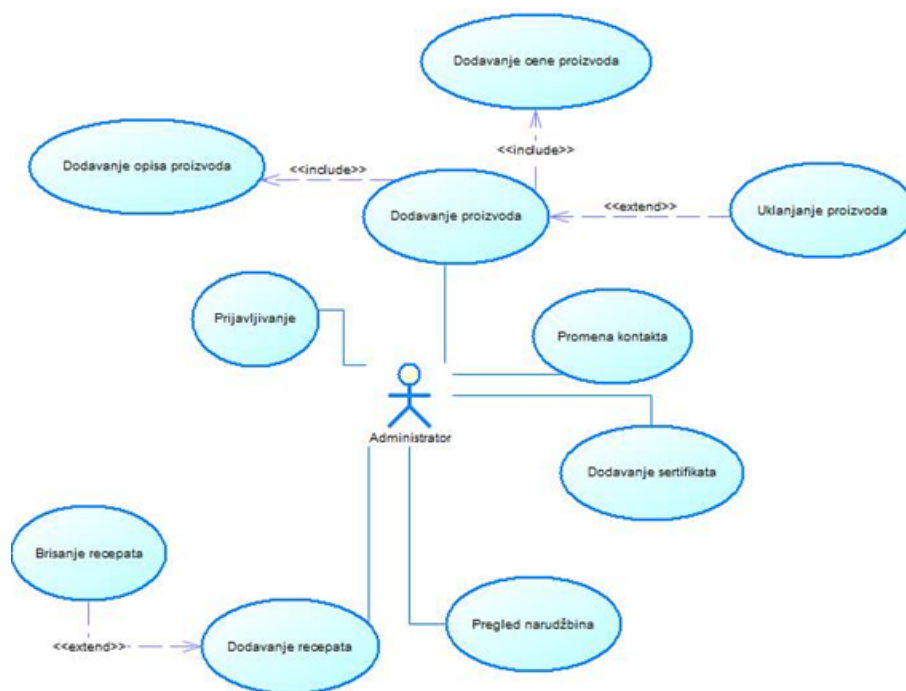 Dodavanje cene proizvoda
<<include>>
Dodavanje opisa proizvoda
<<include>>
Dodavanje proizvoda
<<extend>>
Uklanjanje proizvoda
Prijavljivanje
Promena kontakta
Administrator
Dodavanje sertifikata
Brisanje recepata
<<extend>>
Dodavanje recepata
Pregled narudžbina